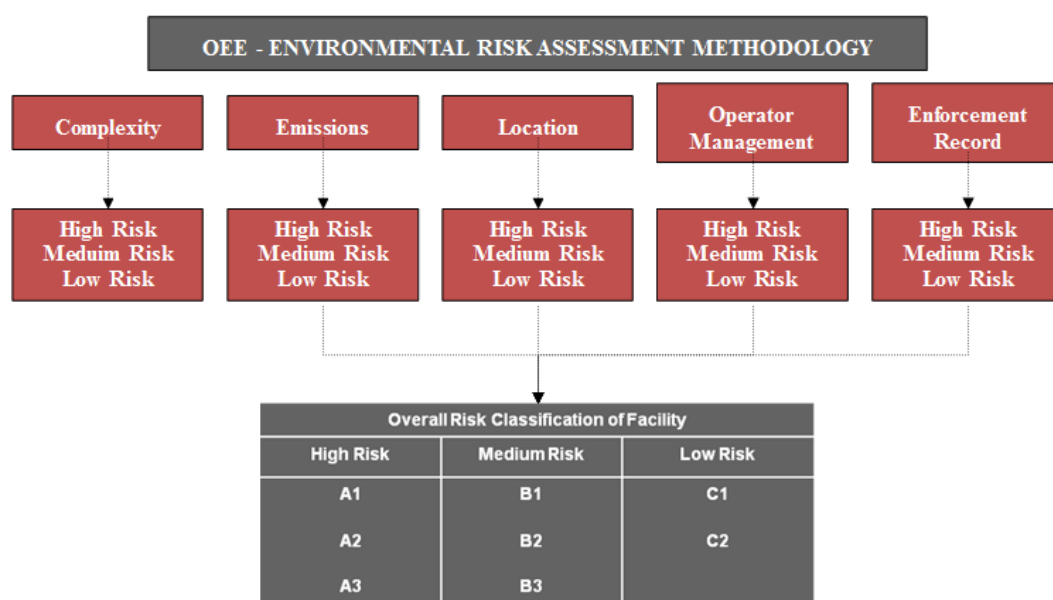 OEE - ENVIRONMENTAL RISK ASSESSMENT METHODOLOGY
Complexity
Emissions
Location
Operator
Management
Enforcement
Record
High Risk
Meduim Risk
Low Risk
High Risk
Medium Risk
Low Risk
High Risk
Medium Risk
Low Risk
High Risk
Medium Risk
Low Risk
High Risk
Medium Risk
Low Risk
Overall Risk Classification of Facility
High Risk Medium Risk Low Risk
A1 B1 C1
A2 B2 C2
A3 B3